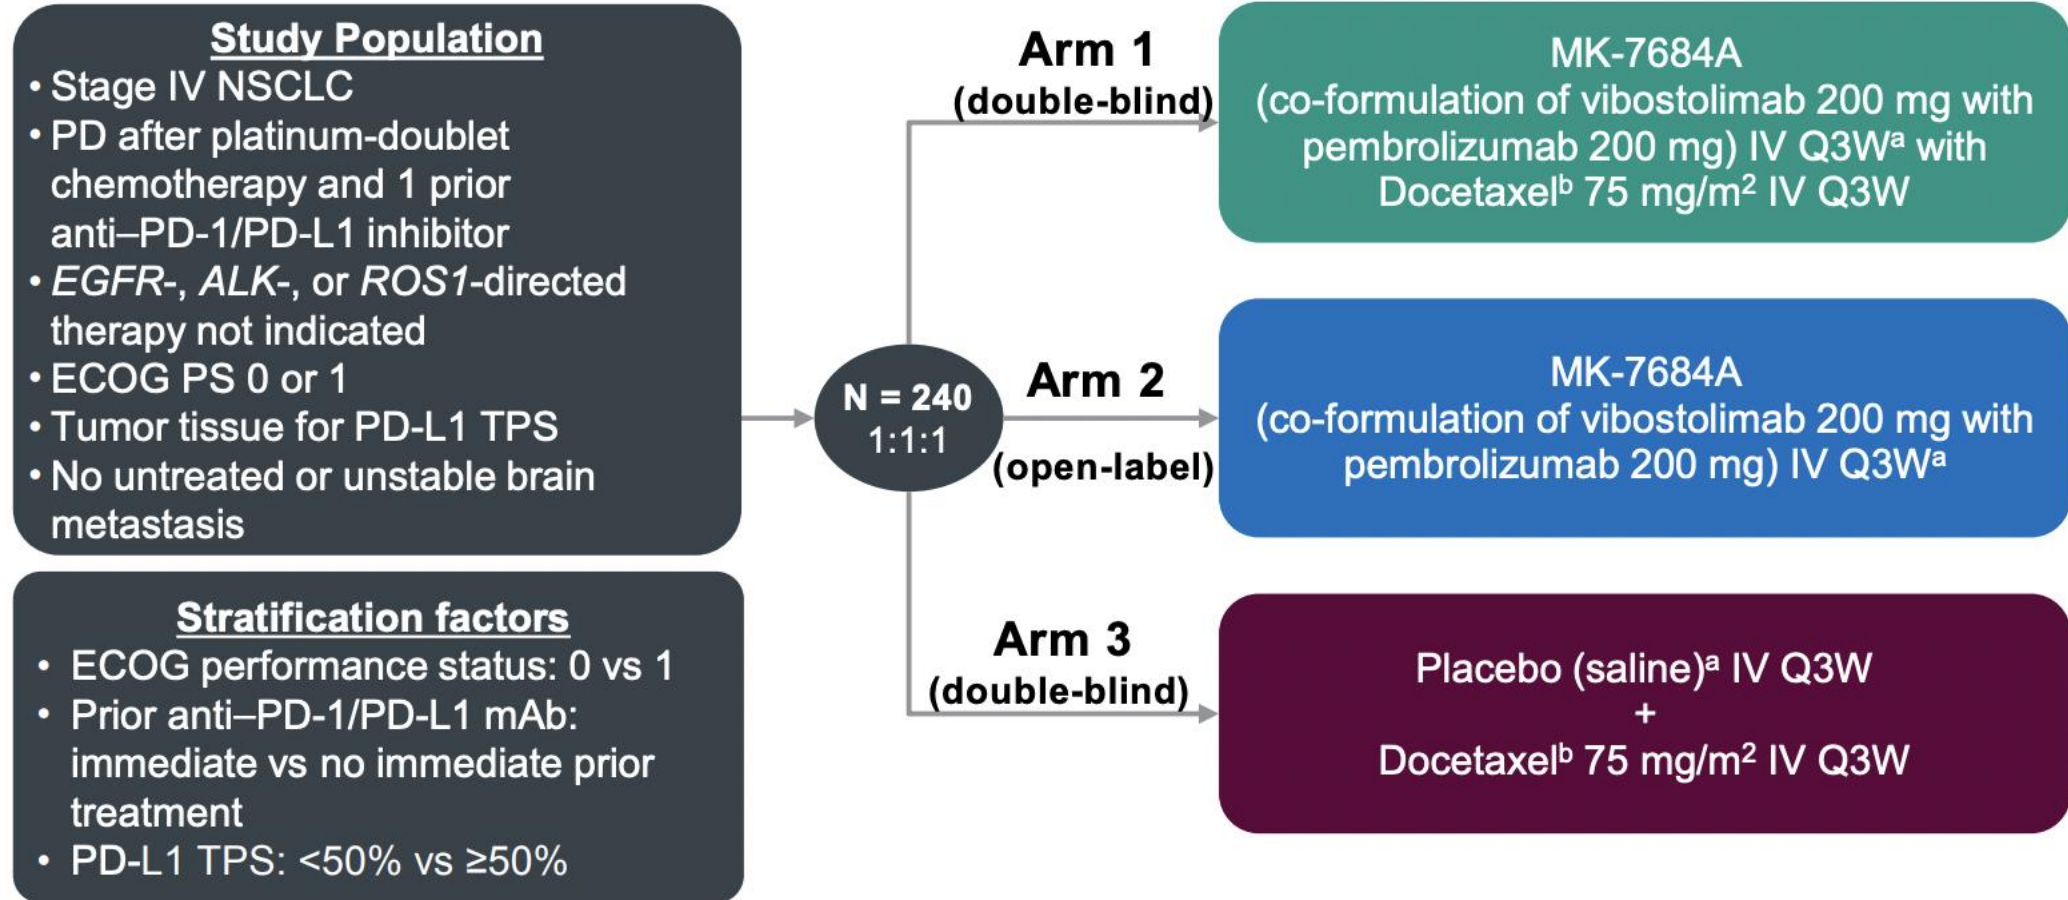 Study Population
• Stage IV NSCLC
• PD after platinum-doublet
chemotherapy and 1 prior
anti–PD-1/PD-L1 inhibitor
• EGFR-, ALK-, or ROS1-directed
therapy not indicated
• ECOG PS 0 or 1
• Tumor tissue for PD-L1 TPS
• No untreated or unstable brain
metastasis
Stratification factors
• ECOG performance status: 0 vs 1
• Prior anti–PD-1/PD-L1 mAb:
immediate vs no immediate prior
treatment
• PD-L1 TPS: <50% vs ≥50%
N = 240
1:1:1
Arm 1
(double-blind)
MK-7684A
(co-formulation of vibostolimab 200 mg with
pembrolizumab 200 mg) IV Q3Wᵃ with
Docetaxelᵇ 75 mg/m² IV Q3W
Arm 2
(open-label)
MK-7684A
(co-formulation of vibostolimab 200 mg with
pembrolizumab 200 mg) IV Q3Wᵃ
Arm 3
(double-blind)
Placebo (saline)ᵃ IV Q3W
+
Docetaxelᵇ 75 mg/m² IV Q3W